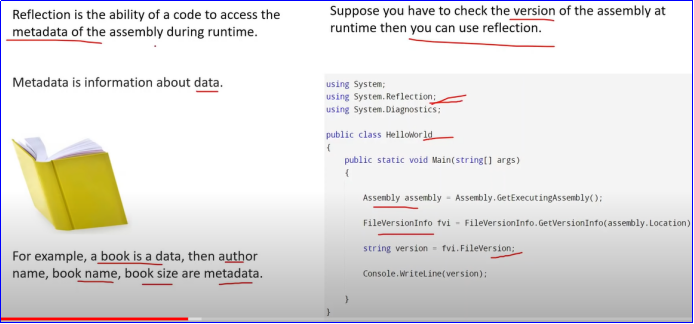 Reflection is the ability of a code to access the
metadata of the assembly during runtime.
Metadata is information about data.
For example, a book is a data, then author
name, book name, book size are metadata.
Suppose you have to check the version of the assembly at
runtime then you can use reflection.
using System;
using System.Reflection;
using System.Diagnostics;
public class HelloWorld
{
public static void Main(string[] args)
{
Assembly assembly = Assembly.GetExecutingAssembly();
FileVersionInfo fvi = FileVersionInfo.GetVersionInfo(assembly.Location)
string version = fvi.FileVersion;
Console.WriteLine(version);
}
}